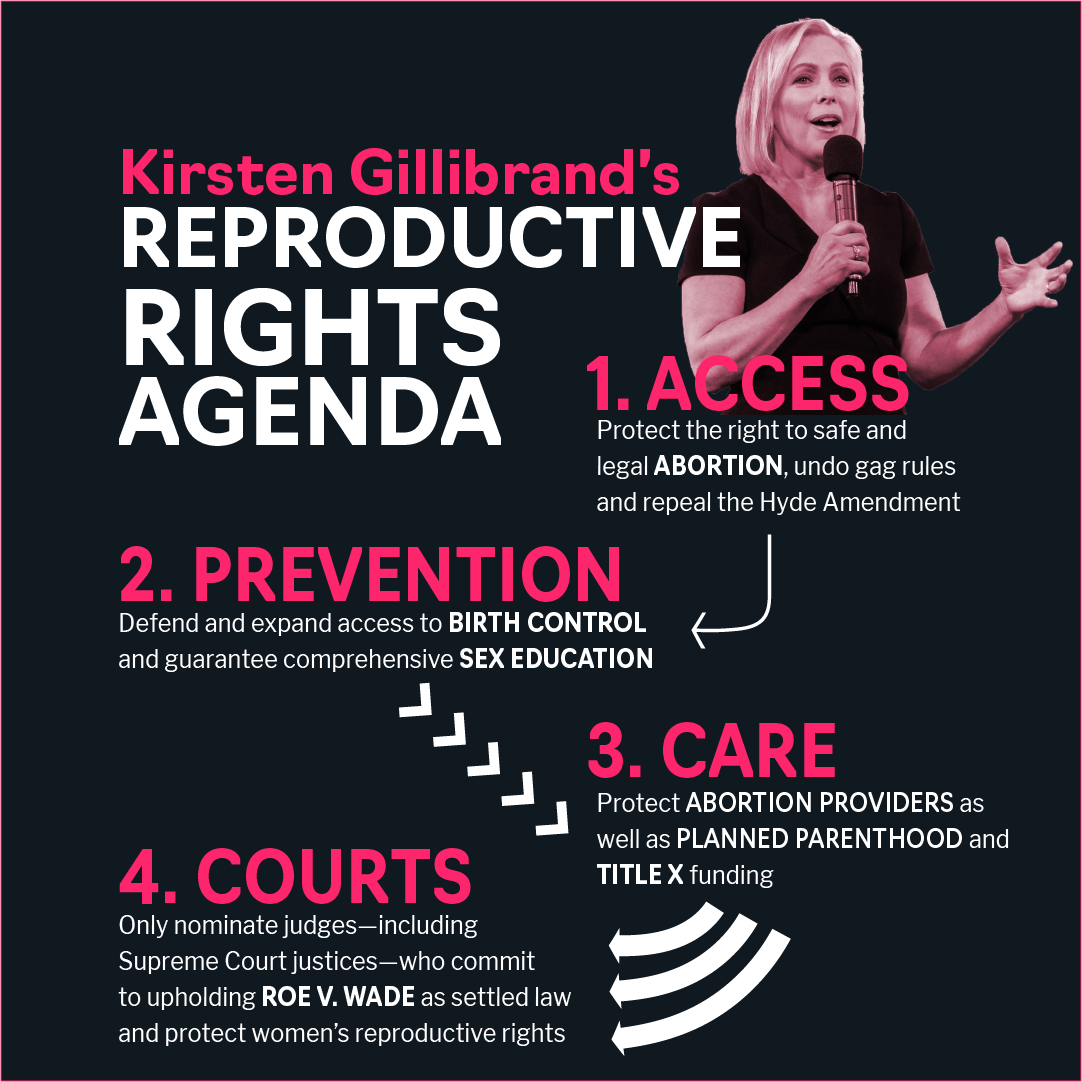 Kirsten Gillibrand's
REPRODUCTIVE
RIGHTS
AGENDA
1. ACCESS
Protect the right to safe and
legal ABORTION, undo gag rules
and repeal the Hyde Amendment
2. PREVENTION
Defend and expand access to BIRTH CONTROL
and guarantee comprehensive SEX EDUCATION
3. CARE
Protect ABORTION PROVIDERS as
well as PLANNED PARENTHOOD and
TITLE X funding
4. COURTS
Only nominate judges—including
Supreme Court justices—who commit
to upholding ROE V. WADE as settled law
and protect women’s reproductive rights